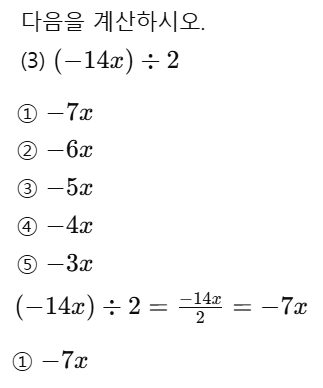 다음을 계산하시오.
(3) (−14x) ÷ 2
① −7x
② −6x
③ −5x
④ −4x
⑤ −3x
(−14x) ÷ 2 = \frac{−14x}{2} = −7x
① −7x